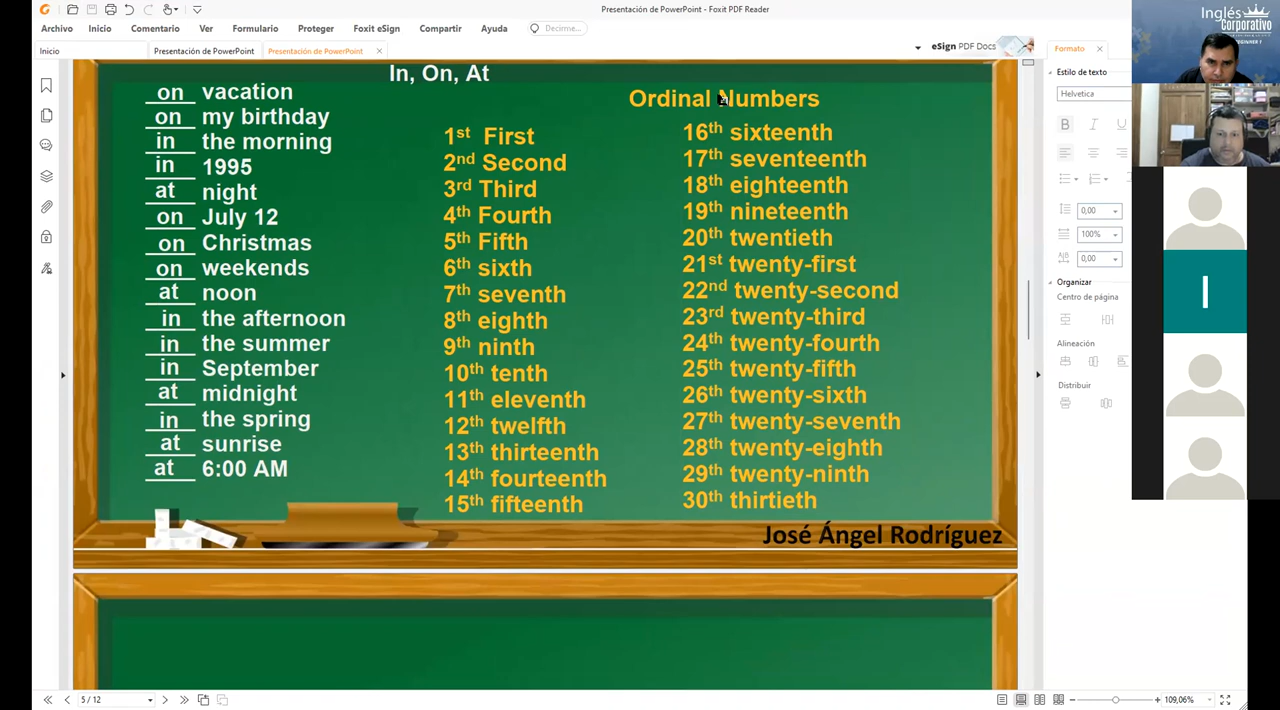 Presentación de PowerPoint - Foxit PDF Reader
Archivo Inicio Comentario Ver Formulario Proteger Foxit eSign Compartir Ayuda Decirme...
Inicio Presentación de PowerPoint Presentación de PowerPoint
eSign PDF Docs
Formato
Estilo de texto
Helvetica
B I U
0,00
100%
0,00
Organizar
Centro de página
Alineación
Distribuir
Inglés
Corporativo
I
In, On, At
on vacation
on my birthday
in the morning
in 1995
at night
on July 12
on Christmas
on weekends
at noon
in the afternoon
in the summer
in September
at midnight
in the spring
at sunrise
at 6:00 AM
Ordinal Numbers
1st First
2nd Second
3rd Third
4th Fourth
5th Fifth
6th sixth
7th seventh
8th eighth
9th ninth
10th tenth
11th eleventh
12th twelfth
13th thirteenth
14th fourteenth
15th fifteenth
16th sixteenth
17th seventeenth
18th eighteenth
19th nineteenth
20th twentieth
21st twenty-first
22nd twenty-second
23rd twenty-third
24th twenty-fourth
25th twenty-fifth
26th twenty-sixth
27th twenty-seventh
28th twenty-eighth
29th twenty-ninth
30th thirtieth
José Ángel Rodríguez
5 / 12
109,06%